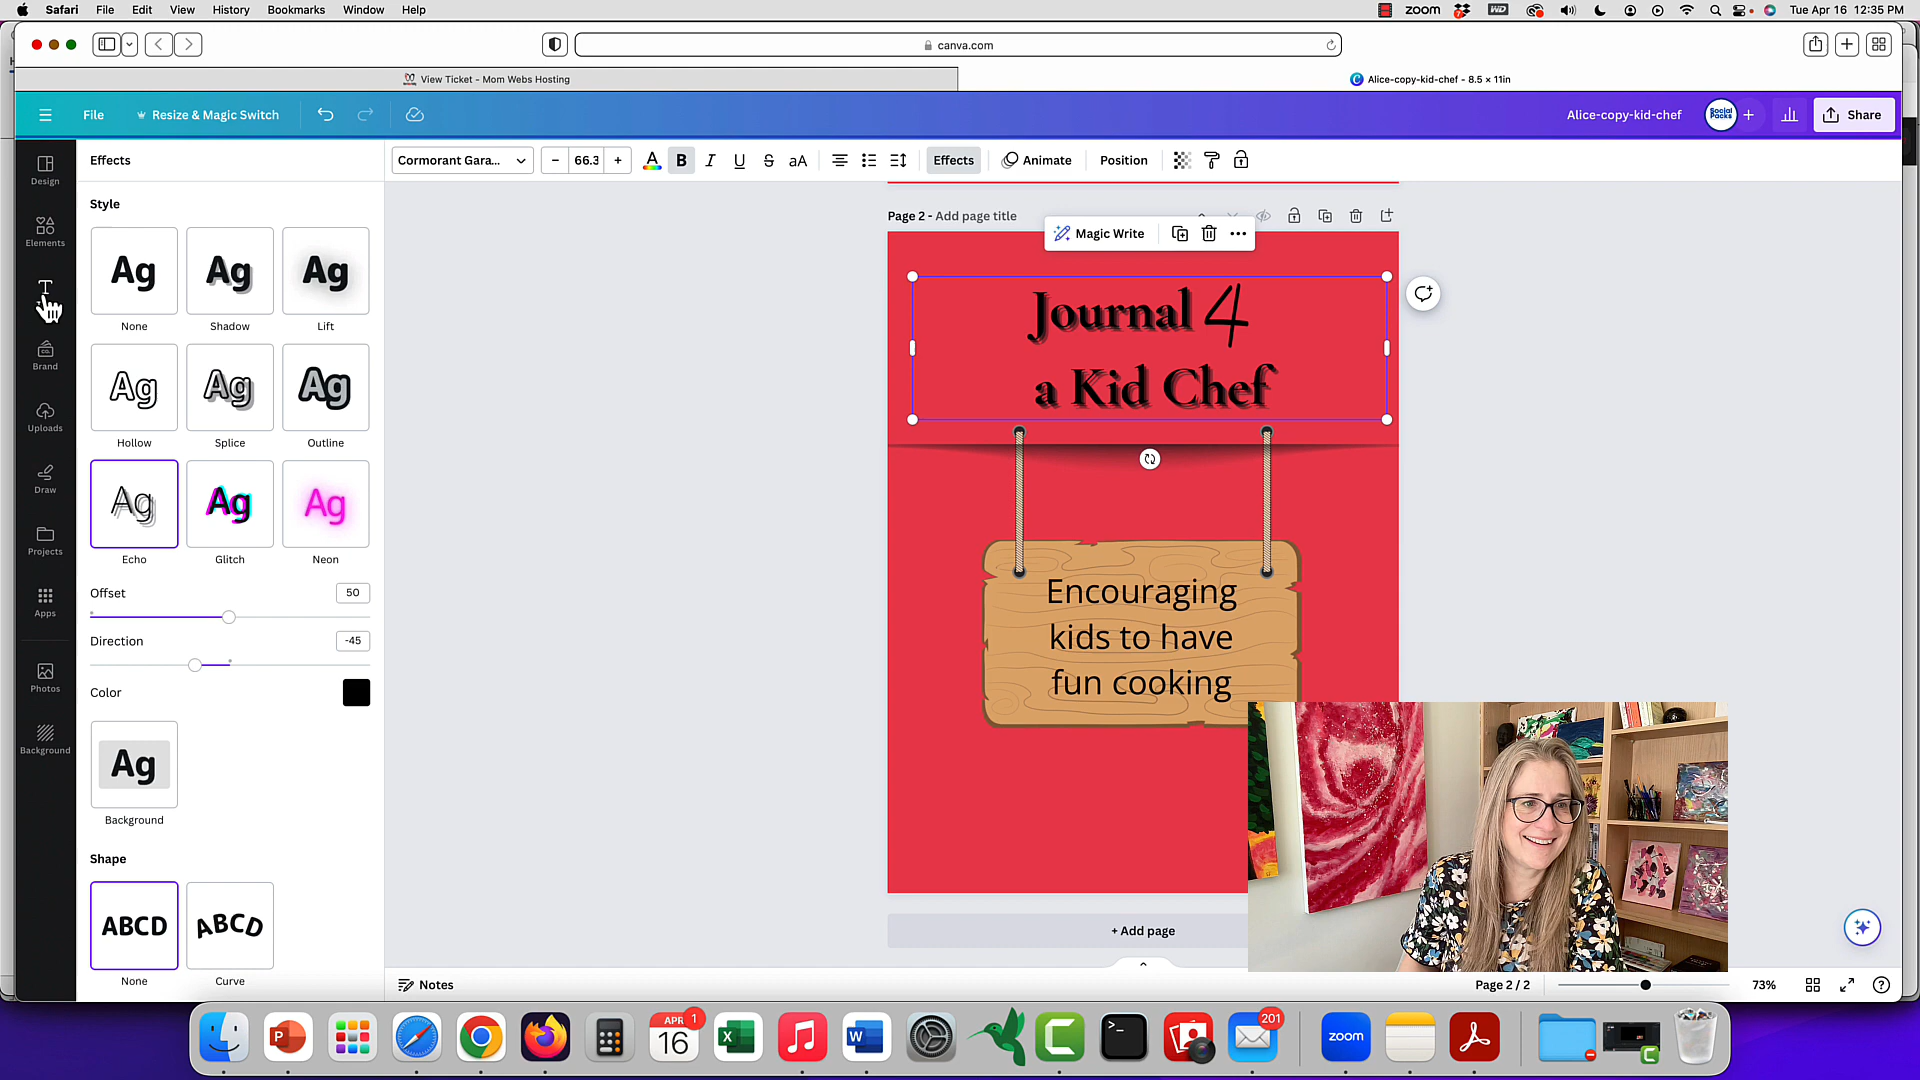 Safari File Edit View History Bookmarks Window Help
zoom WD Tue Apr 16 12:35 PM
canva.com
View Ticket - Mom Webs Hosting
Alice-copy-kid-chef - 8.5 × 11in
File Resize & Magic Switch
Alice-copy-kid-chef Social Packs Share
Design
Elements
Brand
Uploads
Draw
Projects
Apps
Photos
Background
Effects
Style
Ag Ag Ag
None Shadow Lift
Ag Ag Ag
Hollow Splice Outline
Ag Ag Ag
Echo Glitch Neon
Offset 50
Direction -45
Color
Ag
Background
Shape
ABCD ABCD
None Curve
Cormorant Gara... – 66.3 + A B I U S aA Effects Animate Position
Page 2 - Add page title
Magic Write
Journal 4
a Kid Chef
Encouraging
kids to have
fun cooking
+ Add page
Notes
Page 2 / 2 73%
APR 1
16
201
zoom